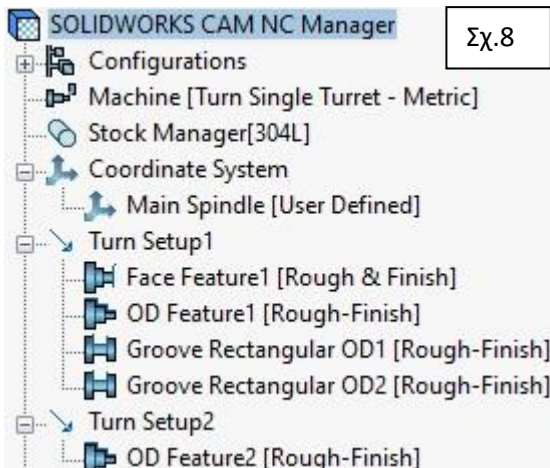 SOLIDWORKS CAM NC Manager
Σχ.8
Configurations
Machine [Turn Single Turret - Metric]
Stock Manager[304L]
Coordinate System
Main Spindle [User Defined]
Turn Setup1
Face Feature1 [Rough & Finish]
OD Feature1 [Rough-Finish]
Groove Rectangular OD1 [Rough-Finish]
Groove Rectangular OD2 [Rough-Finish]
Turn Setup2
OD Feature2 [Rough-Finish]